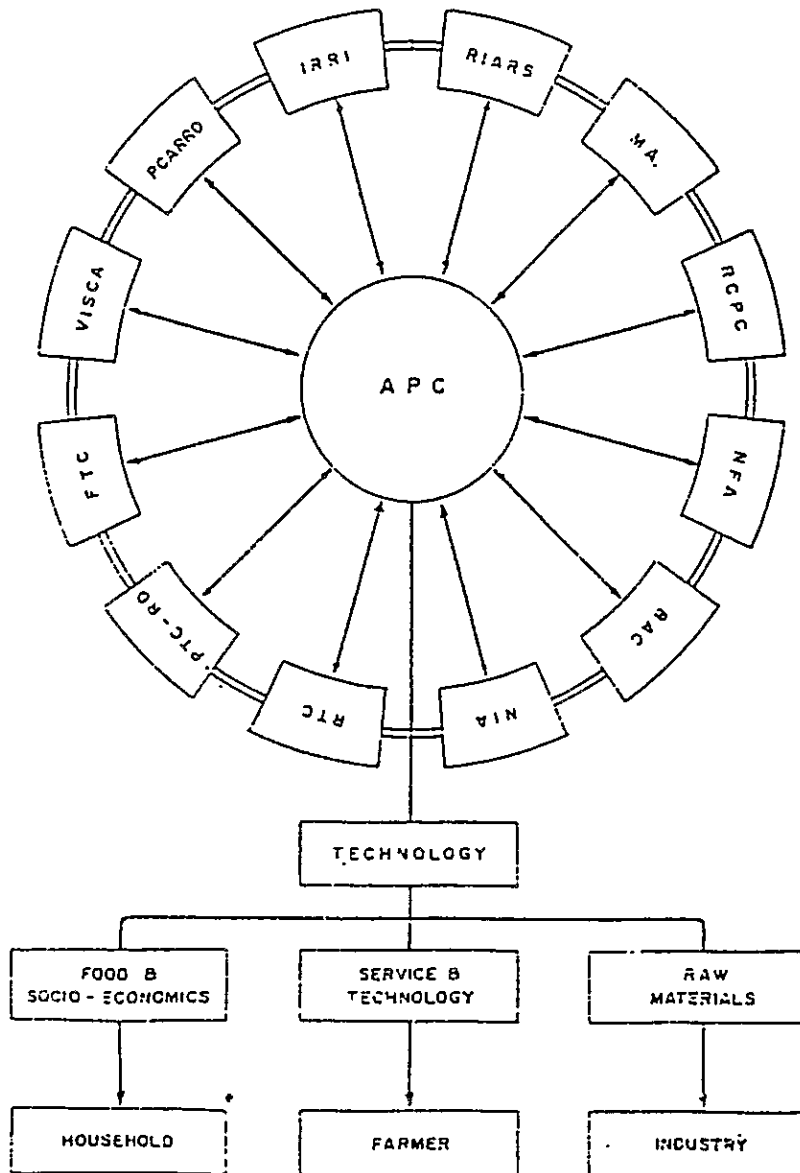 IRRI
RIARS
MA.
RCPC
NFA
RAC
NIA
RTC
PTC-RD
FTC
VISCA
PCARRD
APC
TECHNOLOGY
FOOD &
SOCIO-ECONOMICS
SERVICE &
TECHNOLOGY
RAW
MATERIALS
HOUSEHOLD
FARMER
INDUSTRY